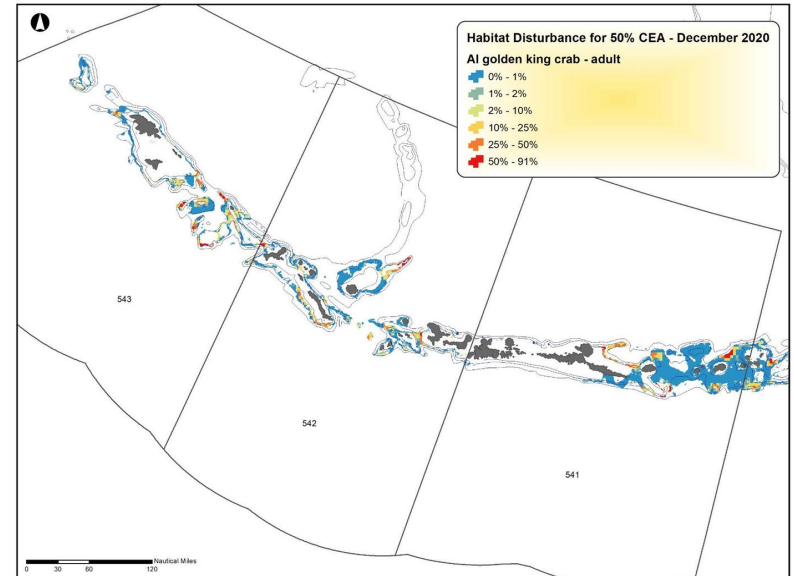 Habitat Disturbance for 50% CEA - December 2020
AI golden king crab - adult
0% - 1%
1% - 2%
2% - 10%
10% - 25%
25% - 50%
50% - 91%
543
542
541
Nautical Miles
0 30 60 120